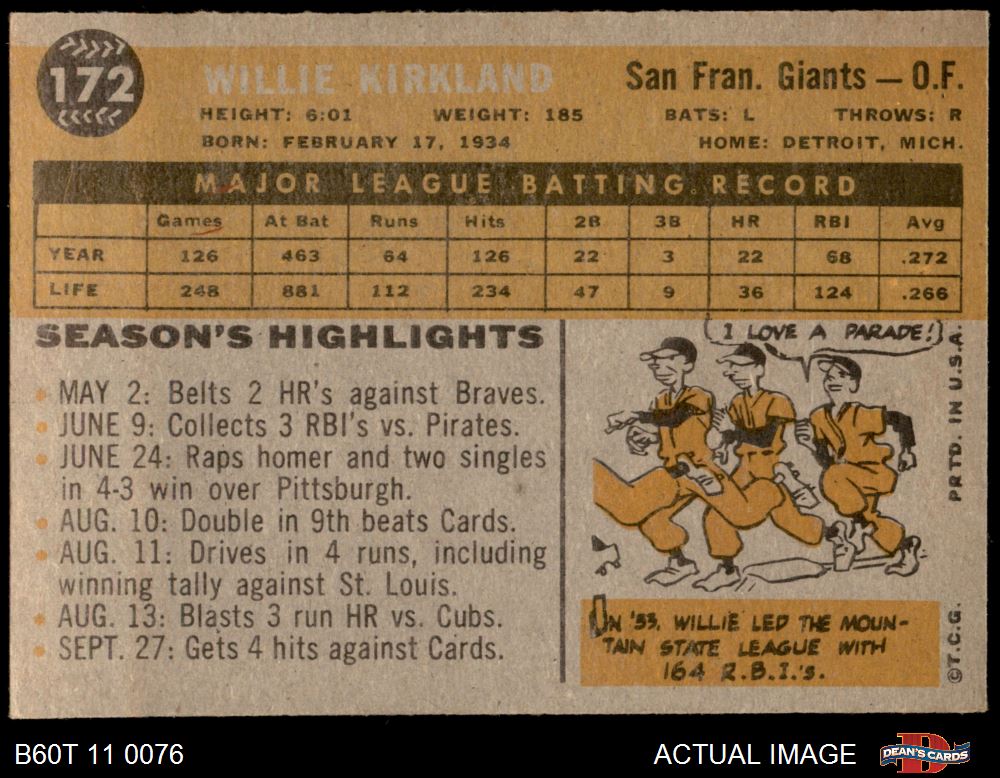 172
WILLIE KIRKLAND
San Fran. Giants — O.F.
HEIGHT: 6:01 WEIGHT: 185 BATS: L THROWS: R
BORN: FEBRUARY 17, 1934 HOME: DETROIT, MICH.
MAJOR LEAGUE BATTING RECORD
Games At Bat Runs Hits 2B 3B HR RBI Avg
YEAR 126 463 64 126 22 3 22 68 .272
LIFE 248 881 112 234 47 9 36 124 .266
SEASON'S HIGHLIGHTS
• MAY 2: Belts 2 HR's against Braves.
• JUNE 9: Collects 3 RBI's vs. Pirates.
• JUNE 24: Raps homer and two singles
in 4-3 win over Pittsburgh.
• AUG. 10: Double in 9th beats Cards.
• AUG. 11: Drives in 4 runs, including
winning tally against St. Louis.
• AUG. 13: Blasts 3 run HR vs. Cubs.
• SEPT. 27: Gets 4 hits against Cards.
I LOVE A PARADE!
ON '53, WILLIE LED THE MOUN-
TAIN STATE LEAGUE WITH
164 R.B.I.'s.
©T.C.G. PRTD. IN U.S.A.
B60T 11 0076
ACTUAL IMAGE
DEAN'S CARDS